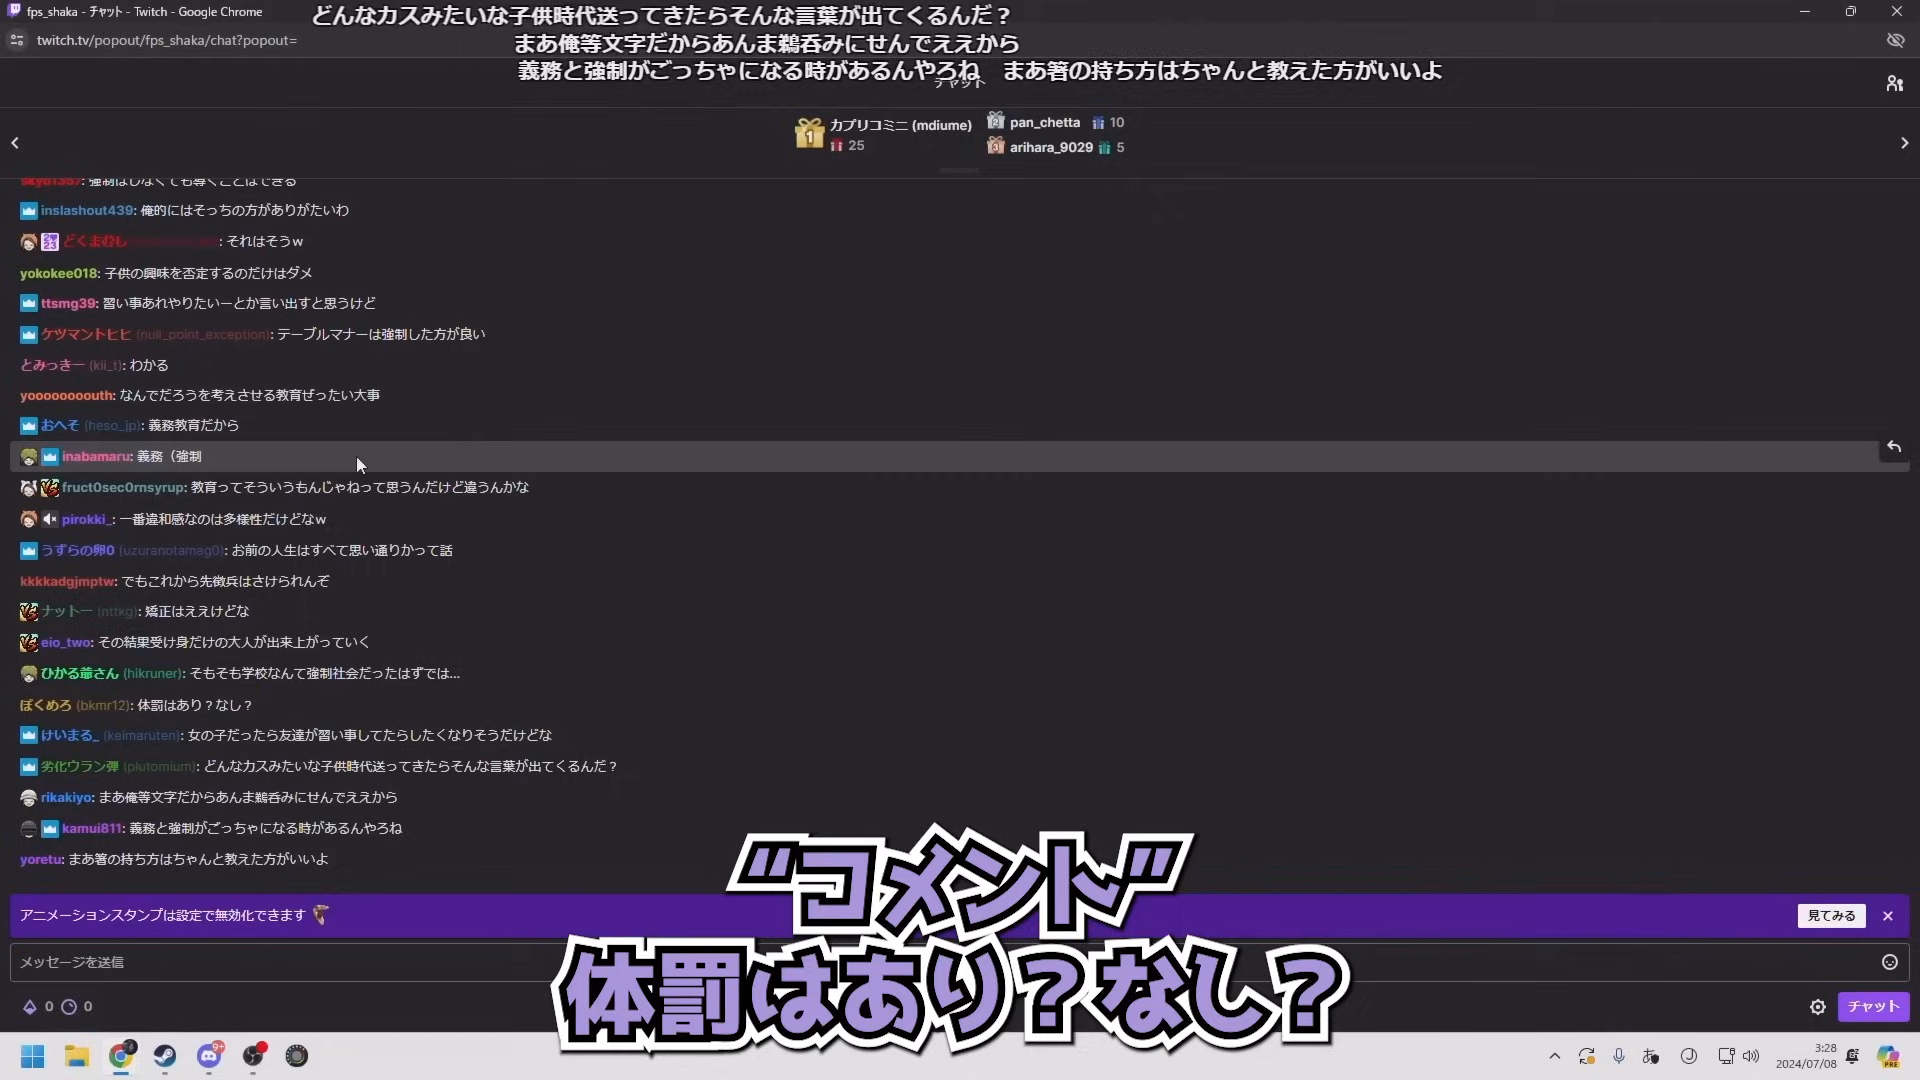 fps_shaka - チャット - Twitch - Google Chrome
どんなカスみたいな子供時代送ってきたらそんな言葉が出てくるんだ？
twitch.tv/popout/fps_shaka/chat?popout=
まあ俺等文字だからあんま鵜呑みにせんでええから
義務と強制がごっちゃになる時があるんやろね
まあ箸の持ち方はちゃんと教えた方がいいよ
チャット
カプリコミニ (mdiume)
25
pan_chetta 10
arihara_9029 5
強制はしなくても導くことはできる
inslashout439: 俺的にはそっちの方がありがたいわ
どくまむし: それはそうw
yokokee018: 子供の興味を否定するのだけはダメ
ttsmg39: 習い事あれやりたいーとか言い出すと思うけど
ケツマントヒヒ (null_point_exception): テーブルマナーは強制した方が良い
とみっきー (kii_t): わかる
yooooooooouth: なんでだろうを考えさせる教育ぜったい大事
おへそ (heso_jp): 義務教育だから
inabamaru: 義務（強制
fruct0sec0rnsyrup: 教育ってそういうもんじゃねって思うんだけど違うんかな
pirokki_: 一番違和感なのは多様性だけどなw
うずらの卵0 (uzuranotamag0): お前の人生はすべて思い通りかって話
kkkkadgjmptw: でもこれから先徴兵はさけられんぞ
ナットー (nttkg): 矯正はええけどな
eio_two: その結果受け身だけの大人が出来上がっていく
ひかる爺さん (hikruner): そもそも学校なんて強制社会だったはずでは…
ぼくめろ (bkmr12): 体罰はあり？なし？
けいまる_ (keimaruten): 女の子だったら友達が習い事してたらしたくなりそうだけどな
劣化ウラン弾 (plutomium): どんなカスみたいな子供時代送ってきたらそんな言葉が出てくるんだ？
rikakiyo: まあ俺等文字だからあんま鵜呑みにせんでええから
kamui811: 義務と強制がごっちゃになる時があるんやろね
yoretu: まあ箸の持ち方はちゃんと教えた方がいいよ
アニメーションスタンプは設定で無効化できます
見てみる
メッセージを送信
0 0
チャット
“コメント”
体罰はあり？なし？
3:28
2024/07/08